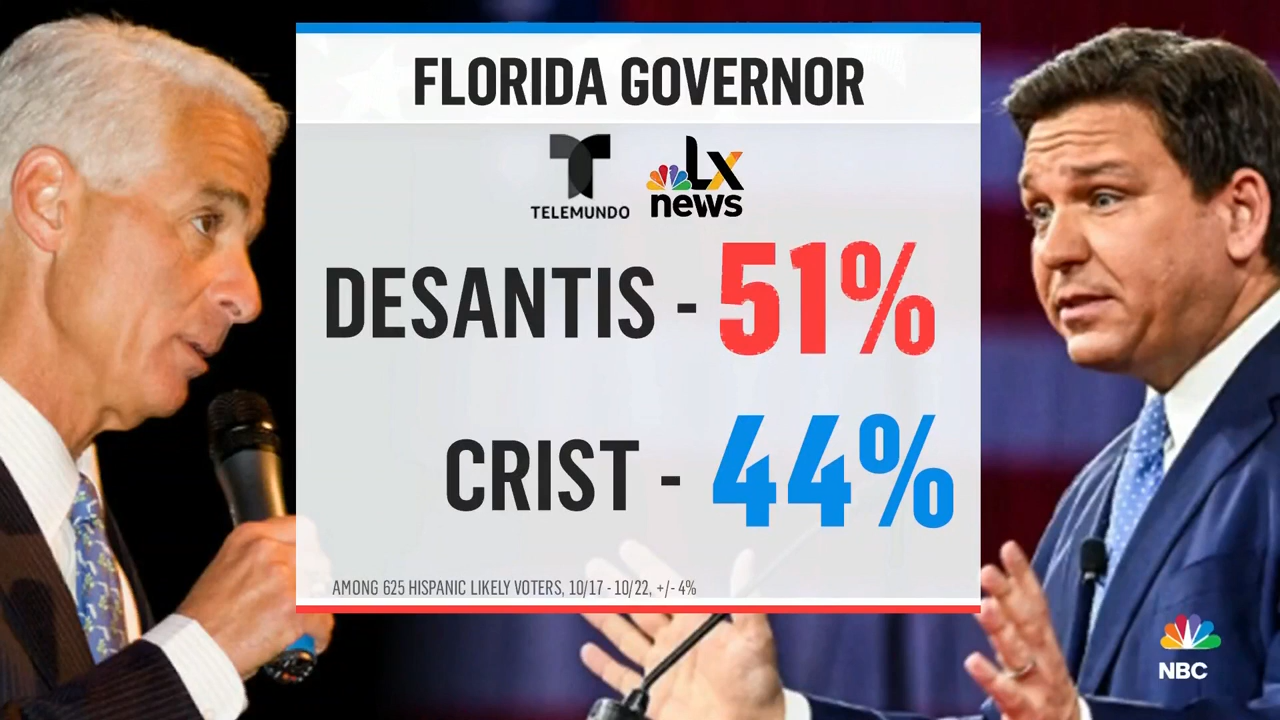 FLORIDA GOVERNOR
TELEMUNDO
LX
news
DESANTIS - 51%
CRIST - 44%
AMONG 625 HISPANIC LIKELY VOTERS, 10/17 - 10/22, +/- 4%
NBC